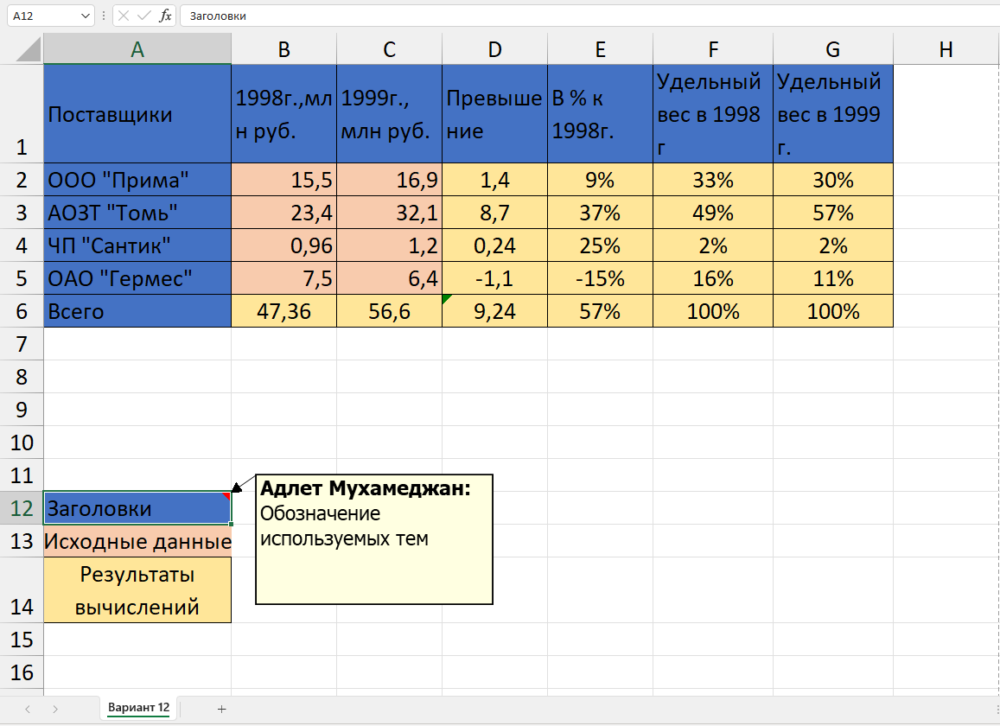 A12 fx Заголовки
A B C D E F G H
1 Поставщики 1998г.,мл н руб. 1999г., млн руб. Превыше ние В % к 1998г. Удельный вес в 1998 г Удельный вес в 1999 г.
2 ООО "Прима" 15,5 16,9 1,4 9% 33% 30%
3 АОЗТ "Томь" 23,4 32,1 8,7 37% 49% 57%
4 ЧП "Сантик" 0,96 1,2 0,24 25% 2% 2%
5 ОАО "Гермес" 7,5 6,4 -1,1 -15% 16% 11%
6 Всего 47,36 56,6 9,24 57% 100% 100%
7
8
9
10
11
12 Заголовки
Адлет Мухамеджан:
Обозначение
используемых тем
13 Исходные данные
14 Результаты
вычислений
15
16
Вариант 12